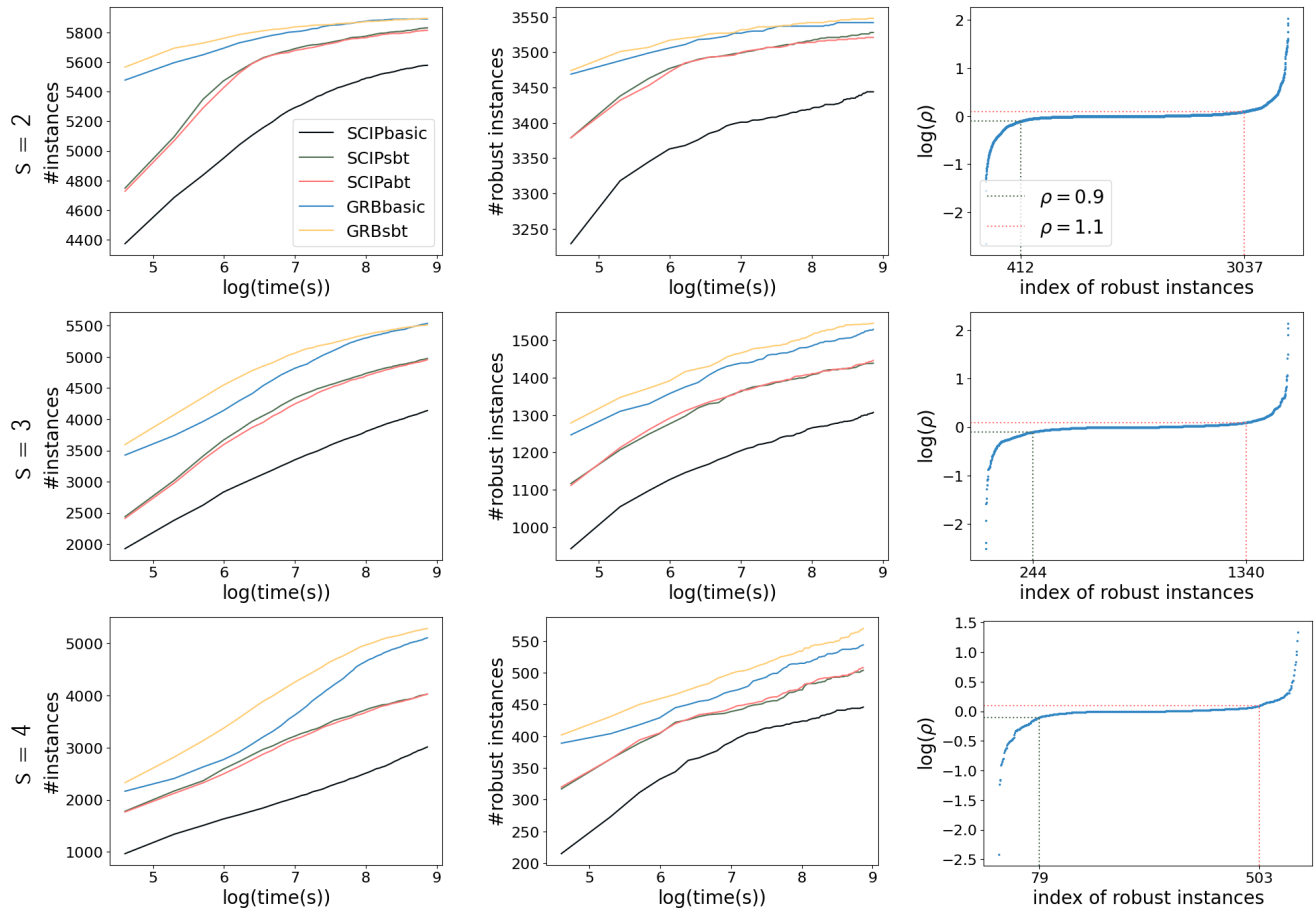 S = 2
#instances
5800
5600
5400
5200
5000
4800
4600
4400
5 6 7 8 9
log(time(s))
SCIPbasic
SCIPsbt
SCIPabt
GRBbasic
GRBsbt
#robust instances
3550
3500
3450
3400
3350
3300
3250
5 6 7 8 9
log(time(s))
log(ρ)
2
1
0
−1
−2
ρ = 0.9
ρ = 1.1
412 3037
index of robust instances
S = 3
#instances
5500
5000
4500
4000
3500
3000
2500
2000
5 6 7 8 9
log(time(s))
#robust instances
1500
1400
1300
1200
1100
1000
5 6 7 8 9
log(time(s))
log(ρ)
2
1
0
−1
−2
244 1340
index of robust instances
S = 4
#instances
5000
4000
3000
2000
1000
5 6 7 8 9
log(time(s))
#robust instances
550
500
450
400
350
300
250
200
5 6 7 8 9
log(time(s))
log(ρ)
1.5
1.0
0.5
0.0
−0.5
−1.0
−1.5
−2.0
−2.5
79 503
index of robust instances